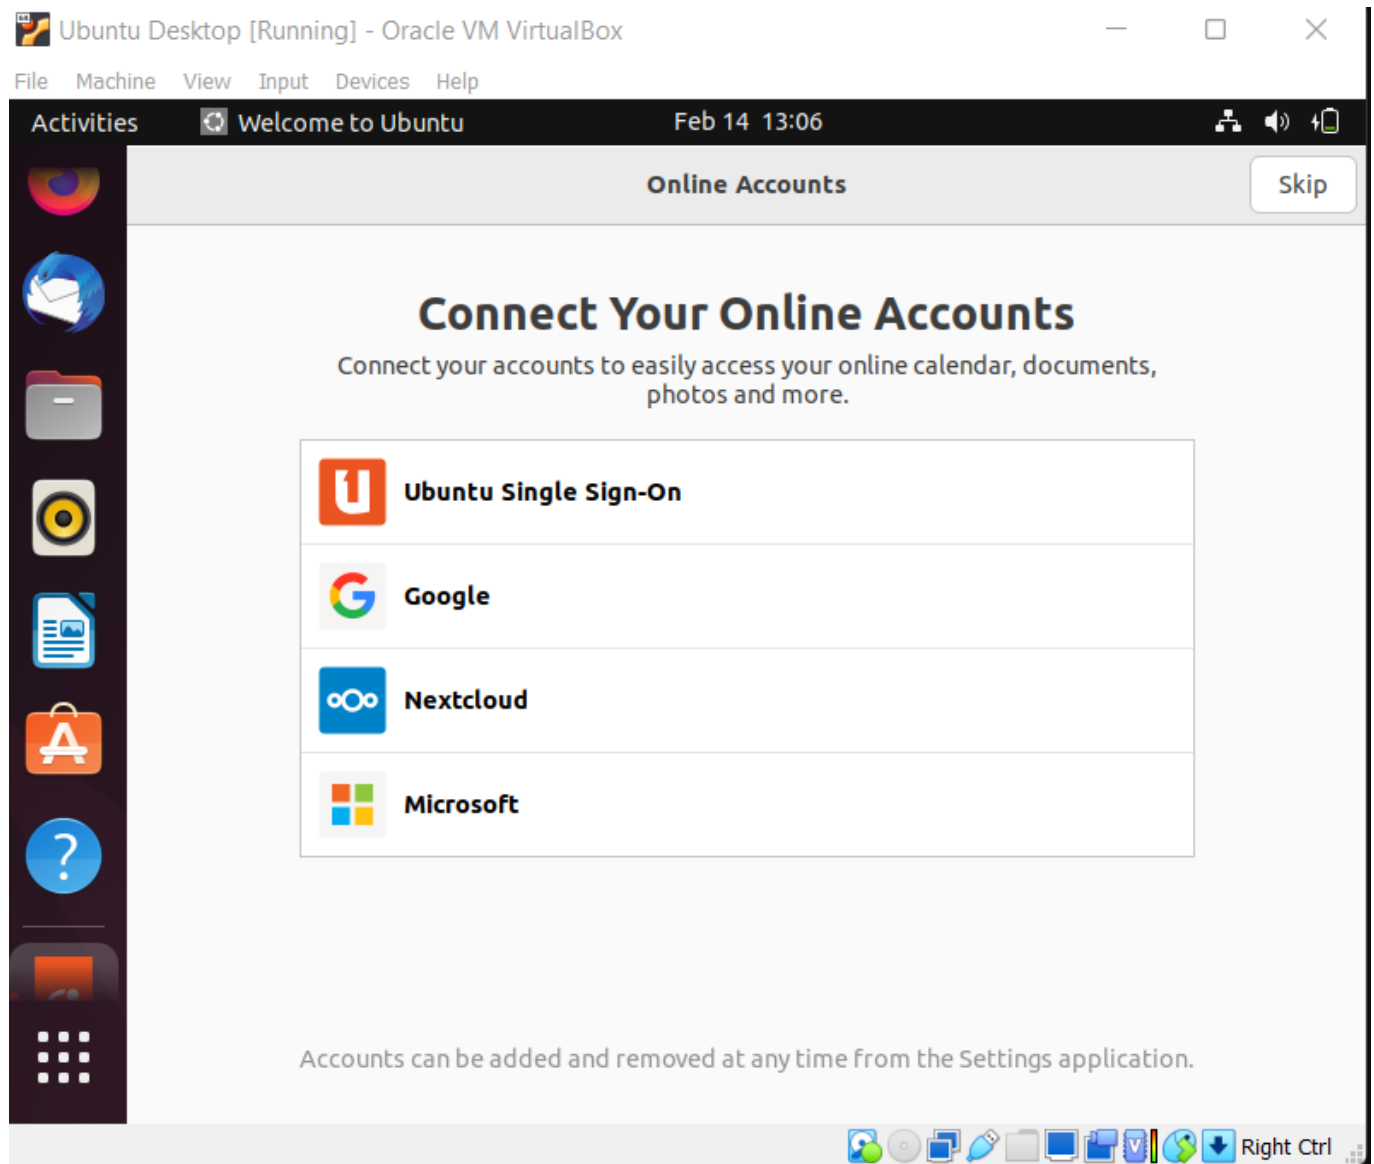 Ubuntu Desktop [Running] - Oracle VM VirtualBox
File Machine View Input Devices Help
Activities Welcome to Ubuntu Feb 14 13:06
Online Accounts Skip
Connect Your Online Accounts
Connect your accounts to easily access your online calendar, documents,
photos and more.
Ubuntu Single Sign-On
Google
Nextcloud
Microsoft
Accounts can be added and removed at any time from the Settings application.
Right Ctrl